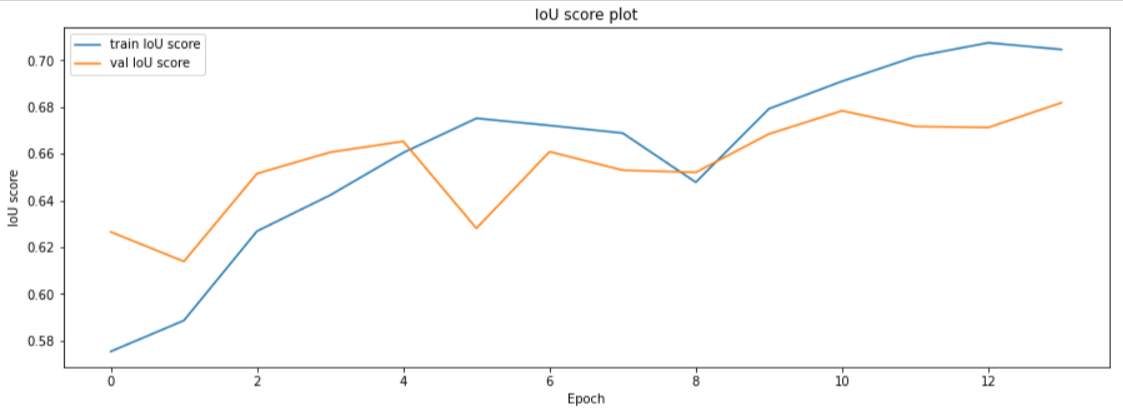 IoU score plot
train IoU score
val IoU score
0.70
0.68
0.66
0.64
0.62
0.60
0.58
IoU score
0 2 4 6 8 10 12
Epoch